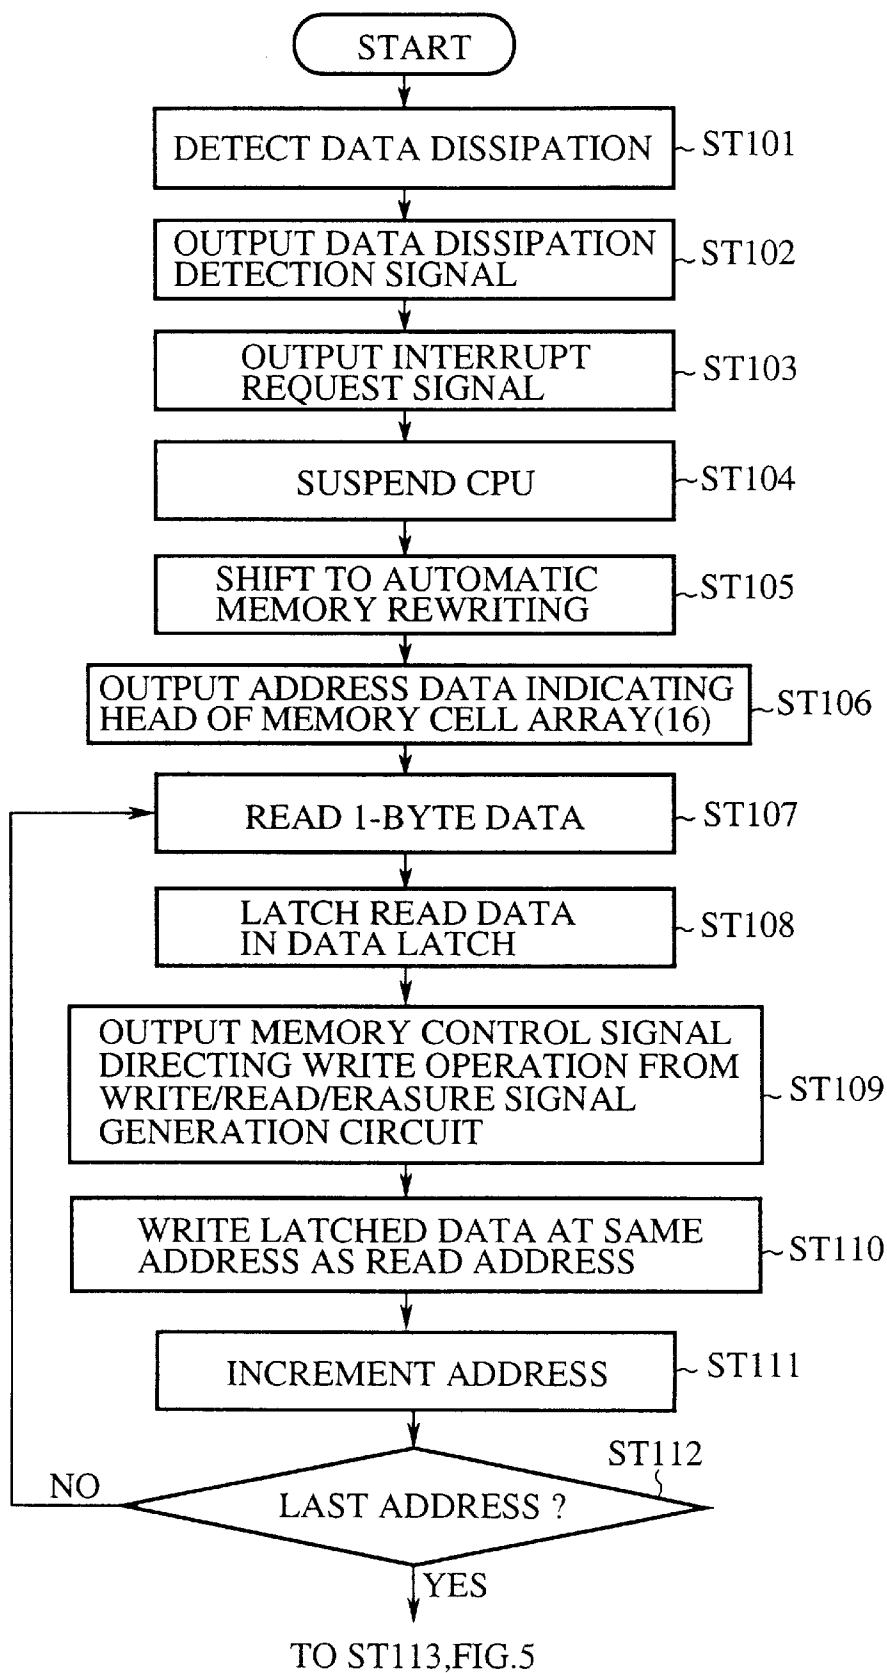 START
DETECT DATA DISSIPATION
ST101
OUTPUT DATA DISSIPATION
DETECTION SIGNAL
ST102
OUTPUT INTERRUPT
REQUEST SIGNAL
ST103
SUSPEND CPU
ST104
SHIFT TO AUTOMATIC
MEMORY REWRITING
ST105
OUTPUT ADDRESS DATA INDICATING
HEAD OF MEMORY CELL ARRAY(16)
ST106
READ 1-BYTE DATA
ST107
LATCH READ DATA
IN DATA LATCH
ST108
OUTPUT MEMORY CONTROL SIGNAL
DIRECTING WRITE OPERATION FROM
WRITE/READ/ERASURE SIGNAL
GENERATION CIRCUIT
ST109
WRITE LATCHED DATA AT SAME
ADDRESS AS READ ADDRESS
ST110
INCREMENT ADDRESS
ST111
ST112
NO
LAST ADDRESS ?
YES
TO ST113,FIG.5